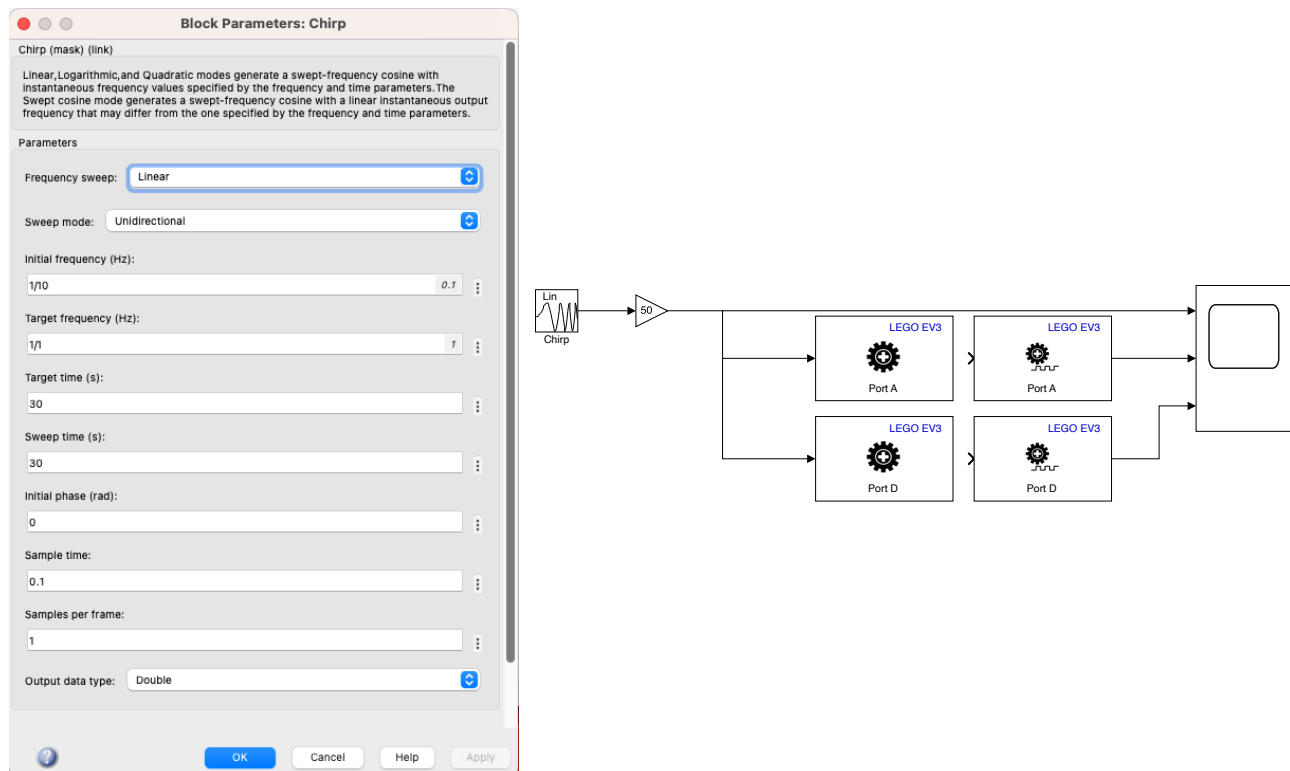 Block Parameters: Chirp
Chirp (mask) (link)
Linear,Logarithmic,and Quadratic modes generate a swept-frequency cosine with
instantaneous frequency values specified by the frequency and time parameters.The
Swept cosine mode generates a swept-frequency cosine with a linear instantaneous output
frequency that may differ from the one specified by the frequency and time parameters.
Parameters
Frequency sweep: Linear
Sweep mode: Unidirectional
Initial frequency (Hz):
1/10 0.1
Target frequency (Hz):
1/1 1
Target time (s):
30
Sweep time (s):
30
Initial phase (rad):
0
Sample time:
0.1
Samples per frame:
1
Output data type: Double
? OK Cancel Help Apply
Lin
Chirp
50
LEGO EV3
Port A
LEGO EV3
Port A
LEGO EV3
Port D
LEGO EV3
Port D